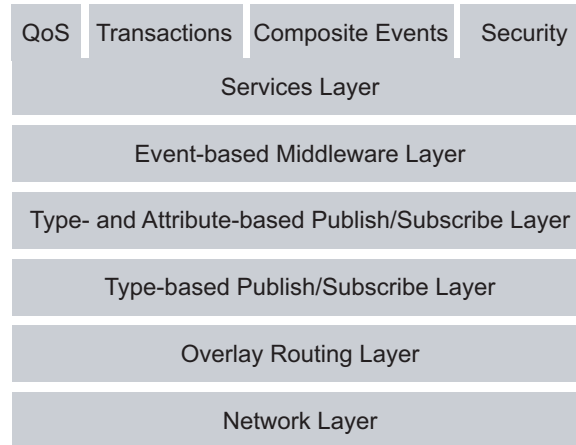 QoS Transactions Composite Events Security
Services Layer
Event-based Middleware Layer
Type- and Attribute-based Publish/Subscribe Layer
Type-based Publish/Subscribe Layer
Overlay Routing Layer
Network Layer